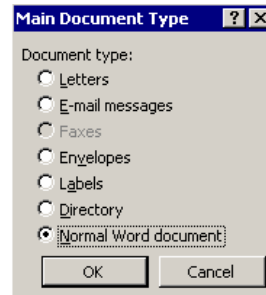 Main Document Type
Document type:
Letters
E-mail messages
Faxes
Envelopes
Labels
Directory
Normal Word document
OK Cancel